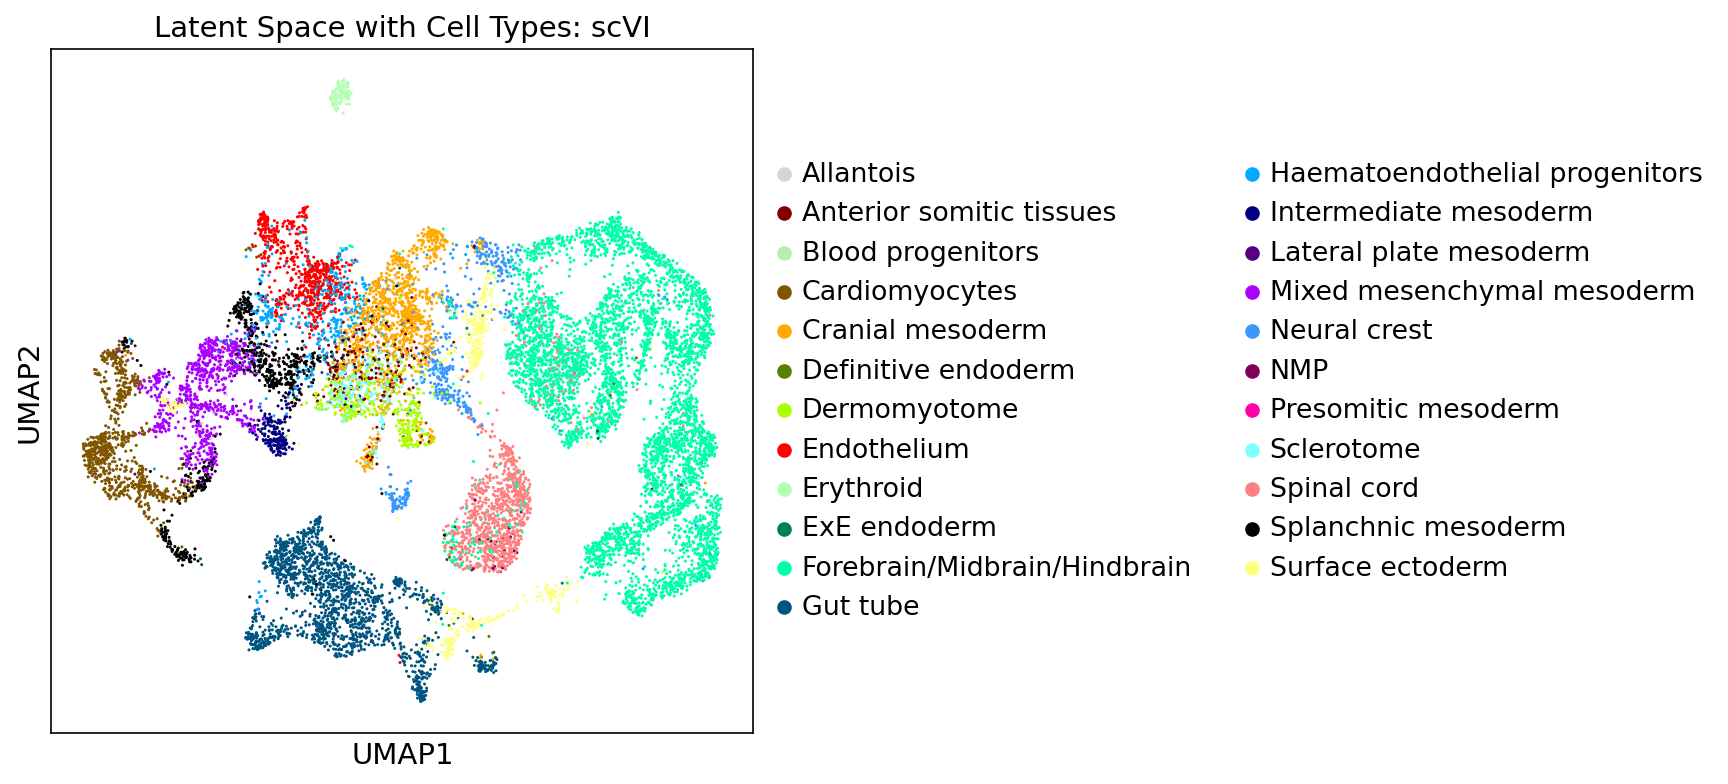 Latent Space with Cell Types: scVI
UMAP2
UMAP1
Allantois
Anterior somitic tissues
Blood progenitors
Cardiomyocytes
Cranial mesoderm
Definitive endoderm
Dermomyotome
Endothelium
Erythroid
ExE endoderm
Forebrain/Midbrain/Hindbrain
Gut tube
Haematoendothelial progenitors
Intermediate mesoderm
Lateral plate mesoderm
Mixed mesenchymal mesoderm
Neural crest
NMP
Presomitic mesoderm
Sclerotome
Spinal cord
Splanchnic mesoderm
Surface ectoderm